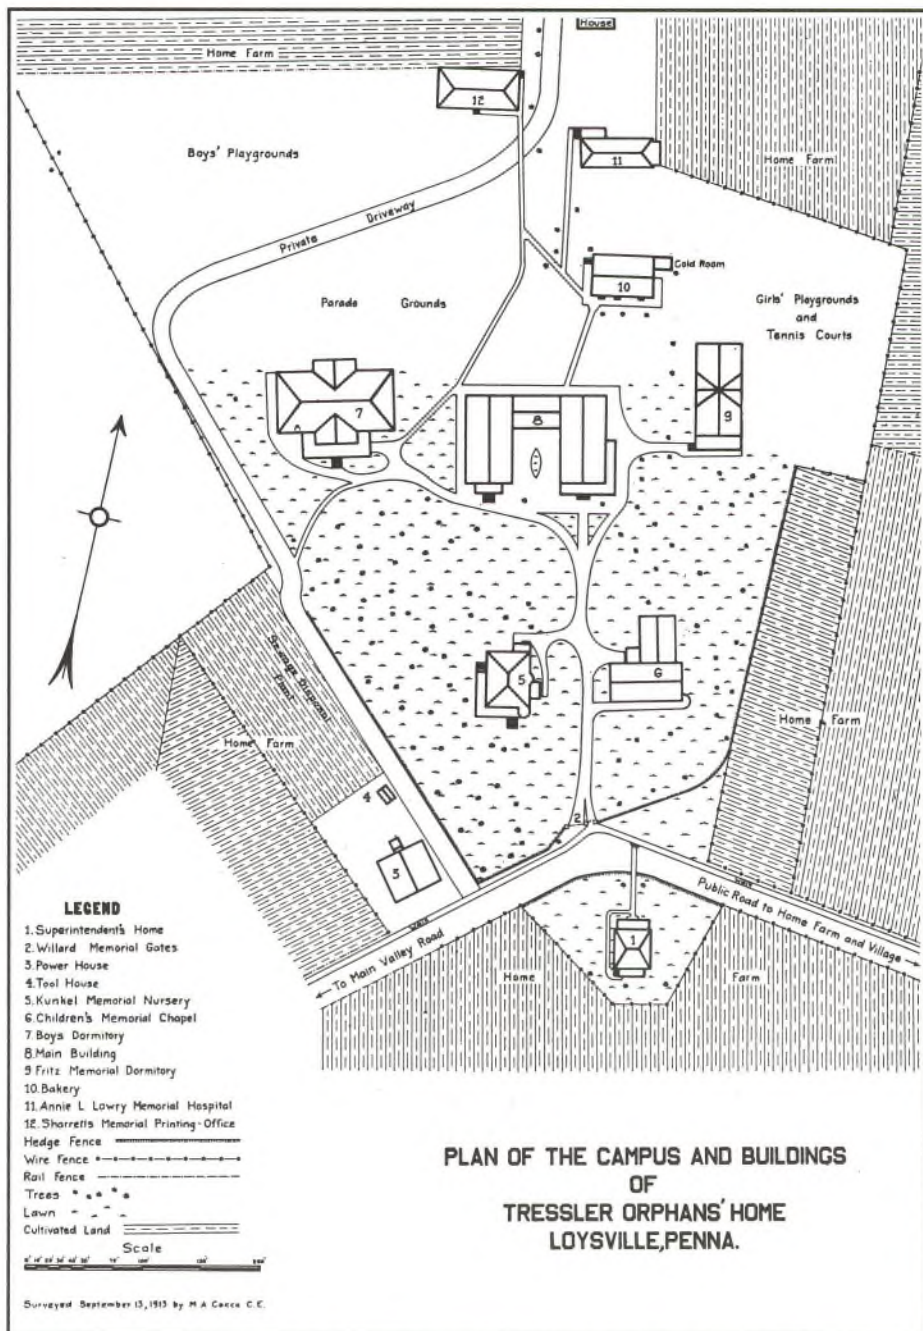 House
Home Farm
12
Boys' Playgrounds
11
Home Farm
Private Driveway
Cold Room
10
Parade Grounds
Girls' Playgrounds
and
Tennis Courts
7
8
9
Sewage Disposal
Plant
5
6
Home Farm
Home Farm
4
2
3
Walk
Public Road to Home Farm and Village
Walk
To Main Valley Road
1
Home Farm
LEGEND
1. Superintendent's Home
2. Willard Memorial Gates
3. Power House
4. Tool House
5. Kunkel Memorial Nursery
6. Children's Memorial Chapel
7. Boys Dormitory
8. Main Building
9 Fritz Memorial Dormitory
10. Bakery
11. Annie L Lowry Memorial Hospital
12. Sharretts Memorial Printing-Office
Hedge Fence
Wire Fence
Rail Fence
Trees
Lawn
Cultivated Land
Scale
Surveyed September 13, 1913 by M A C.E.
PLAN OF THE CAMPUS AND BUILDINGS
OF
TRESSLER ORPHANS' HOME
LOYSVILLE, PENNA.